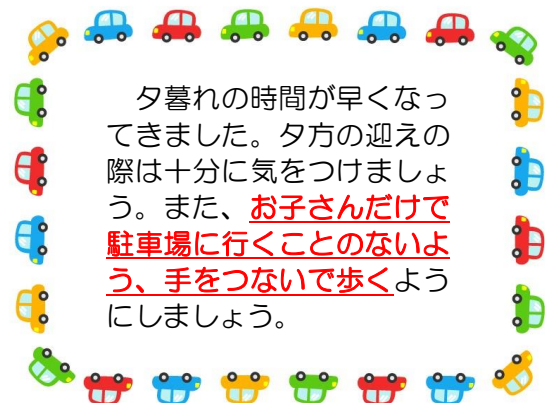 夕暮れの時間が早くなっ
てきました。夕方の迎えの
際は十分に気をつけましょ
う。また、お子さんだけで
駐車場に行くことのないよ
う、手をつないで歩くよう
にしましょう。